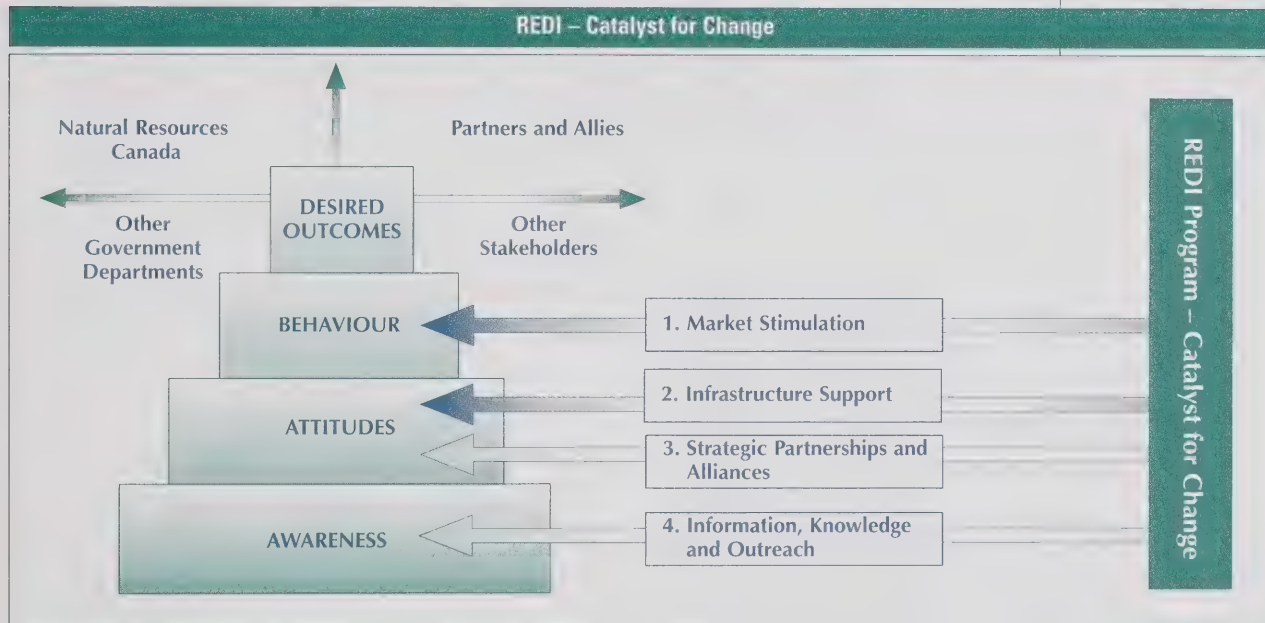 REDI – Catalyst for Change
Natural Resources
Canada
Partners and Allies
Other
Government
Departments
DESIRED
OUTCOMES
Other
Stakeholders
BEHAVIOUR
1. Market Stimulation
ATTITUDES
2. Infrastructure Support
3. Strategic Partnerships and
Alliances
AWARENESS
4. Information, Knowledge
and Outreach
REDI Program – Catalyst for Change